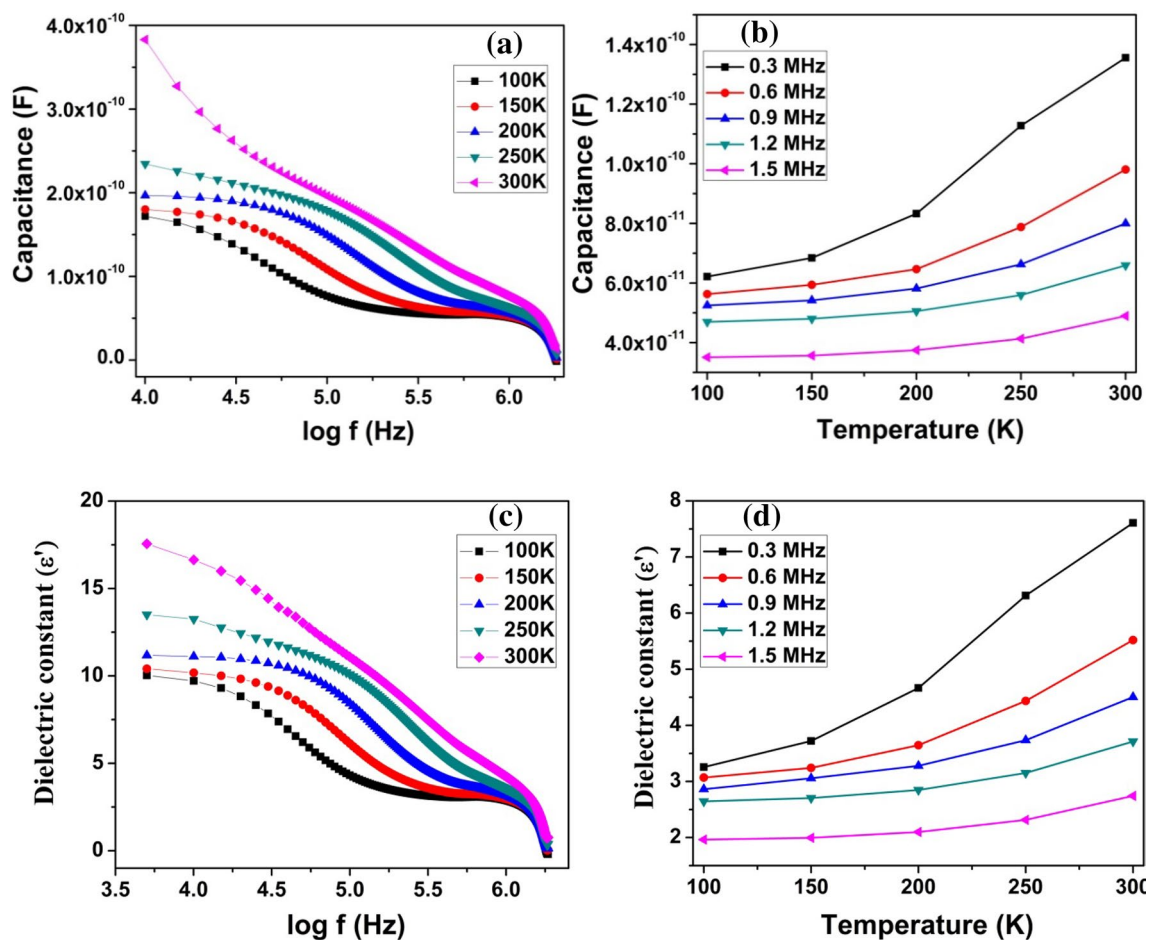 (a)
4.0x10⁻¹⁰
3.0x10⁻¹⁰
2.0x10⁻¹⁰
1.0x10⁻¹⁰
0.0
Capacitance (F)
100K
150K
200K
250K
300K
4.0 4.5 5.0 5.5 6.0
log f (Hz)
(b)
1.4x10⁻¹⁰
1.2x10⁻¹⁰
1.0x10⁻¹⁰
8.0x10⁻¹¹
6.0x10⁻¹¹
4.0x10⁻¹¹
Capacitance (F)
0.3 MHz
0.6 MHz
0.9 MHz
1.2 MHz
1.5 MHz
100 150 200 250 300
Temperature (K)
(c)
20
15
10
5
0
Dielectric constant (ε')
100K
150K
200K
250K
300K
3.5 4.0 4.5 5.0 5.5 6.0
log f (Hz)
(d)
8
7
6
5
4
3
2
Dielectric constant (ε')
0.3 MHz
0.6 MHz
0.9 MHz
1.2 MHz
1.5 MHz
100 150 200 250 300
Temperature (K)